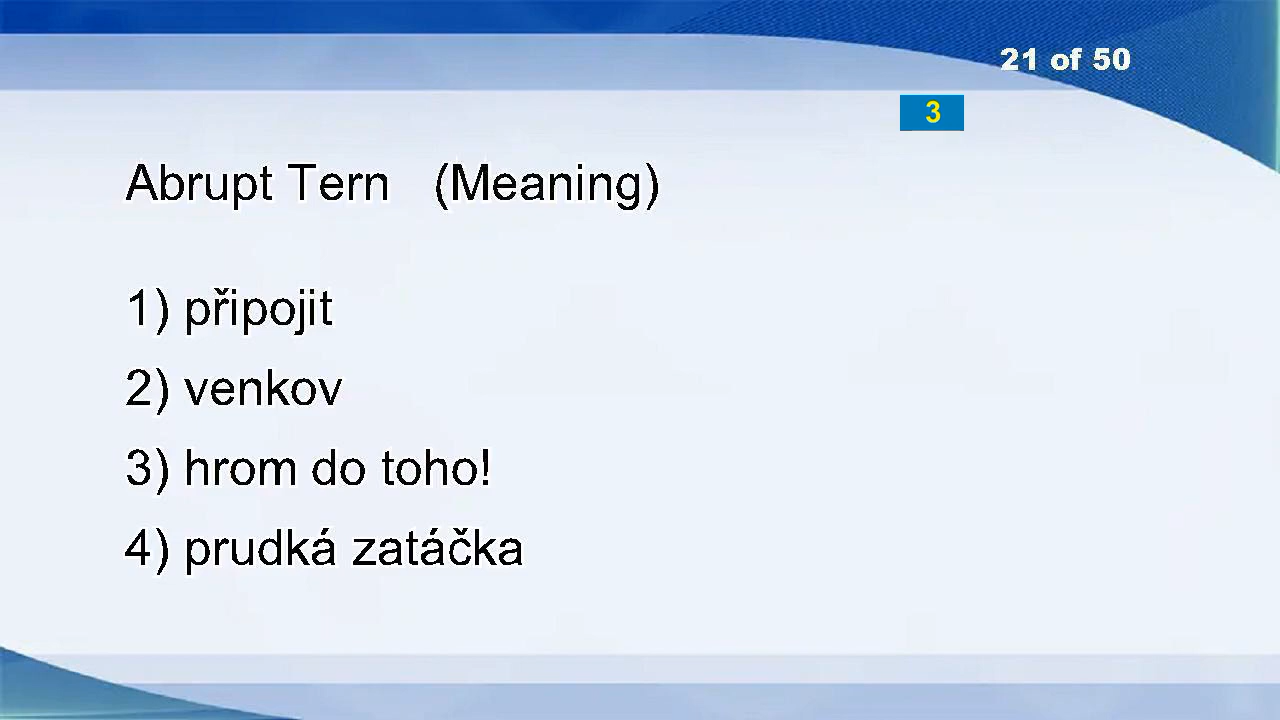 21 of 50
3
Abrupt Tern (Meaning)
1) připojit
2) venkov
3) hrom do toho!
4) prudká zatáčka